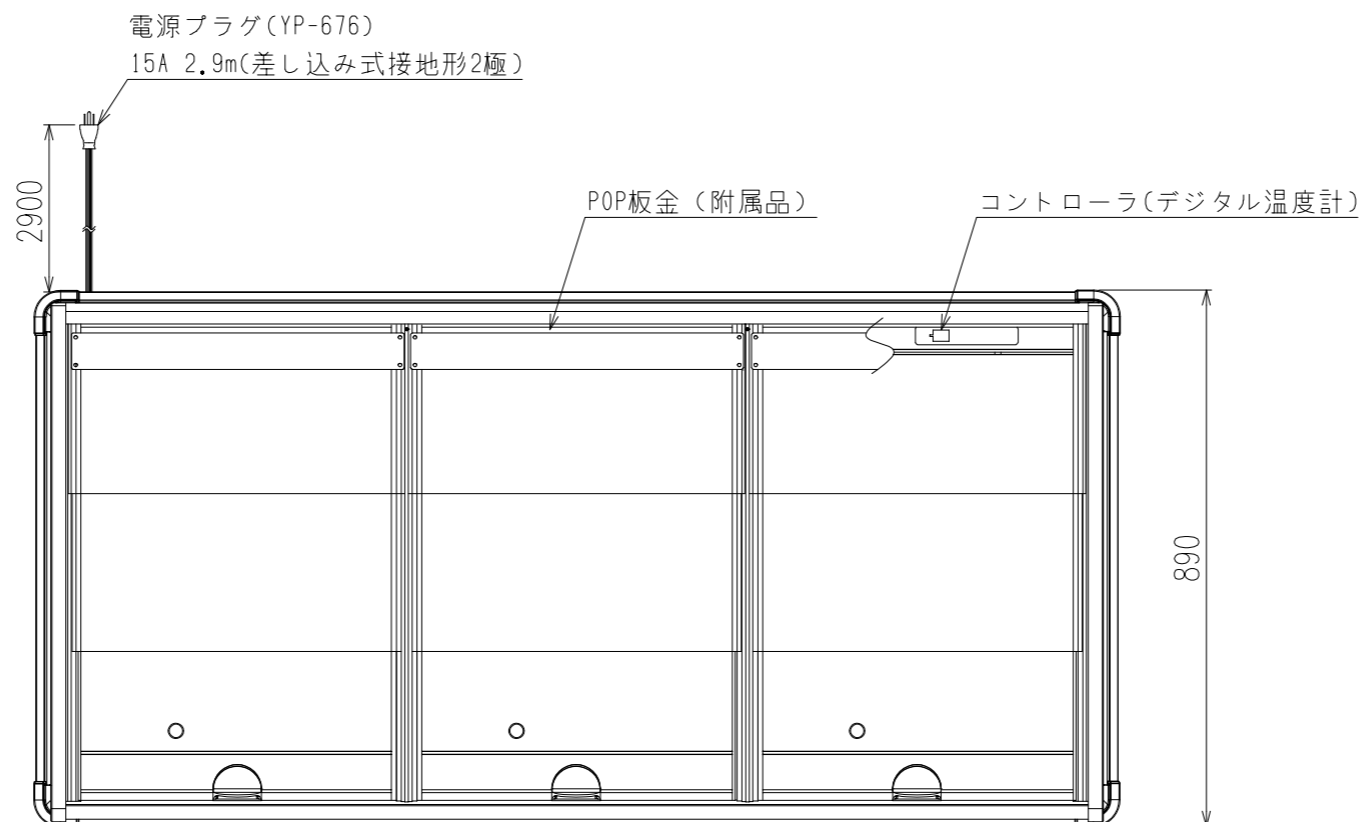 電源プラグ(YP-676)
15A 2.9m(差し込み式接地形2極)
2900
POP板金（附属品）
コントローラ(デジタル温度計)
890